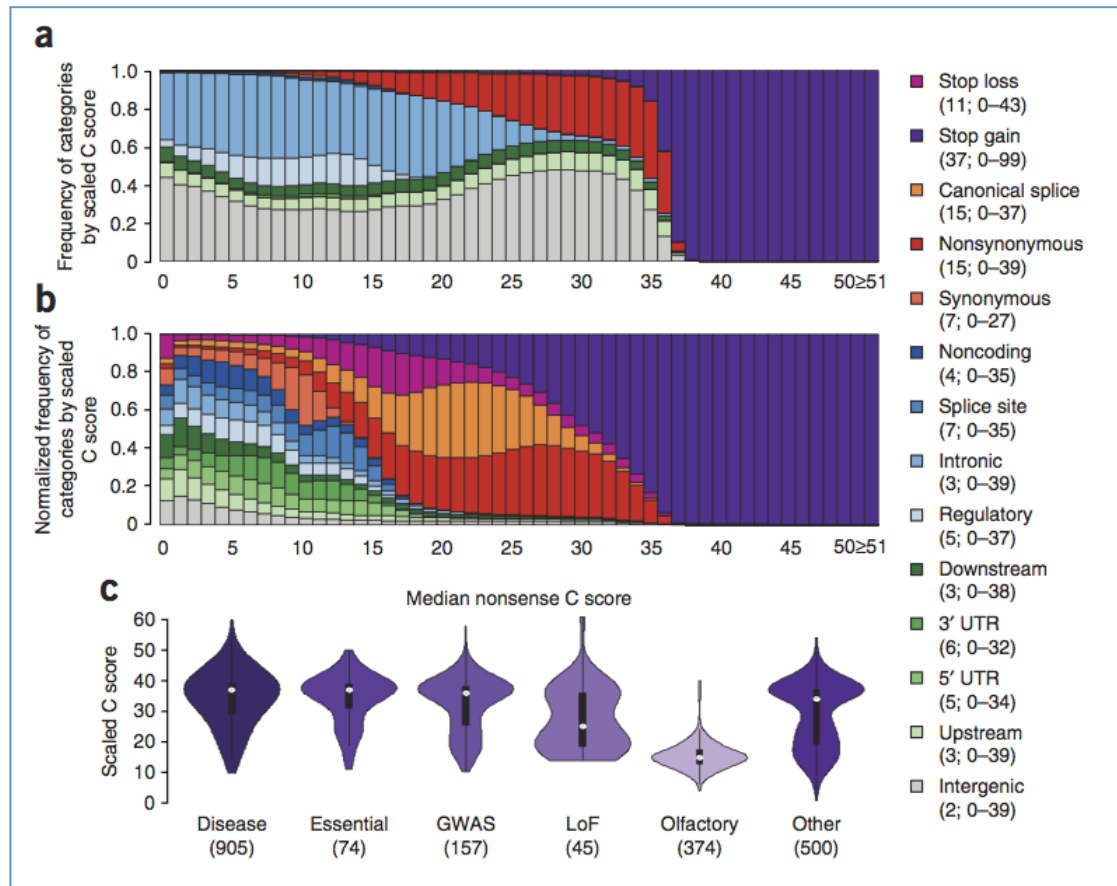 a
Frequency of categories
by scaled C score
1.0
0.8
0.6
0.4
0.2
0
0 5 10 15 20 25 30 35 40 45 50≥51
b
Normalized frequency of
categories by scaled
C score
1.0
0.8
0.6
0.4
0.2
0
0 5 10 15 20 25 30 35 40 45 50≥51
c
Median nonsense C score
Scaled C score
60
50
40
30
20
10
0
Disease Essential GWAS LoF Olfactory Other
(905) (74) (157) (45) (374) (500)
Stop loss
(11; 0–43)
Stop gain
(37; 0–99)
Canonical splice
(15; 0–37)
Nonsynonymous
(15; 0–39)
Synonymous
(7; 0–27)
Noncoding
(4; 0–35)
Splice site
(7; 0–35)
Intronic
(3; 0–39)
Regulatory
(5; 0–37)
Downstream
(3; 0–38)
3′ UTR
(6; 0–32)
5′ UTR
(5; 0–34)
Upstream
(3; 0–39)
Intergenic
(2; 0–39)